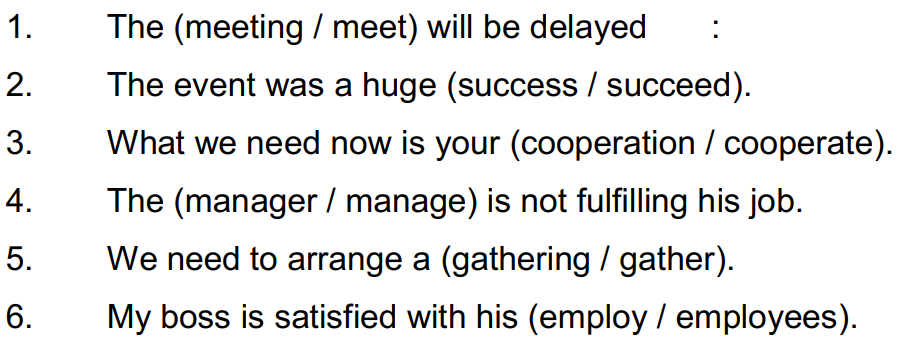 1. The (meeting / meet) will be delayed :
2. The event was a huge (success / succeed).
3. What we need now is your (cooperation / cooperate).
4. The (manager / manage) is not fulfilling his job.
5. We need to arrange a (gathering / gather).
6. My boss is satisfied with his (employ / employees).